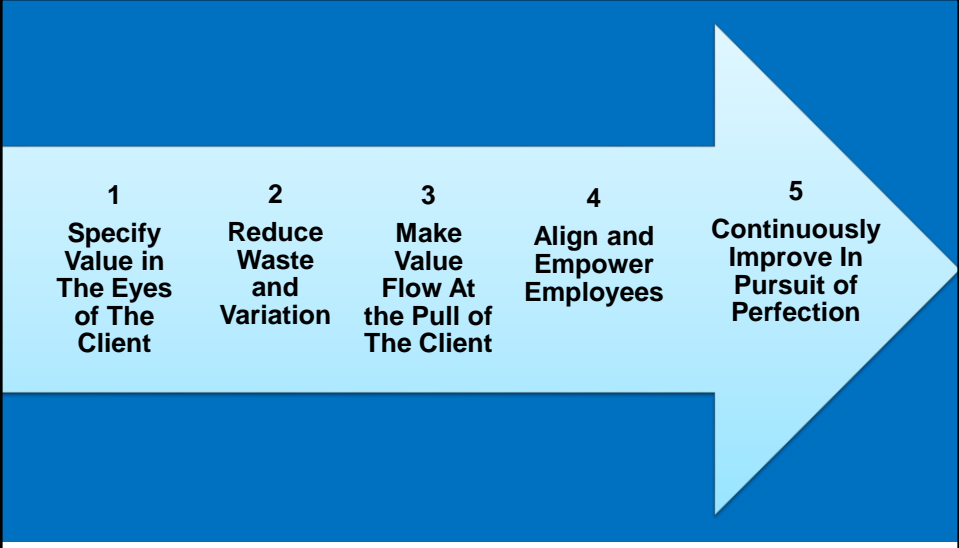 1
Specify
Value in
The Eyes
of The
Client
2
Reduce
Waste
and
Variation
3
Make
Value
Flow At
the Pull of
The Client
4
Align and
Empower
Employees
5
Continuously
Improve In
Pursuit of
Perfection